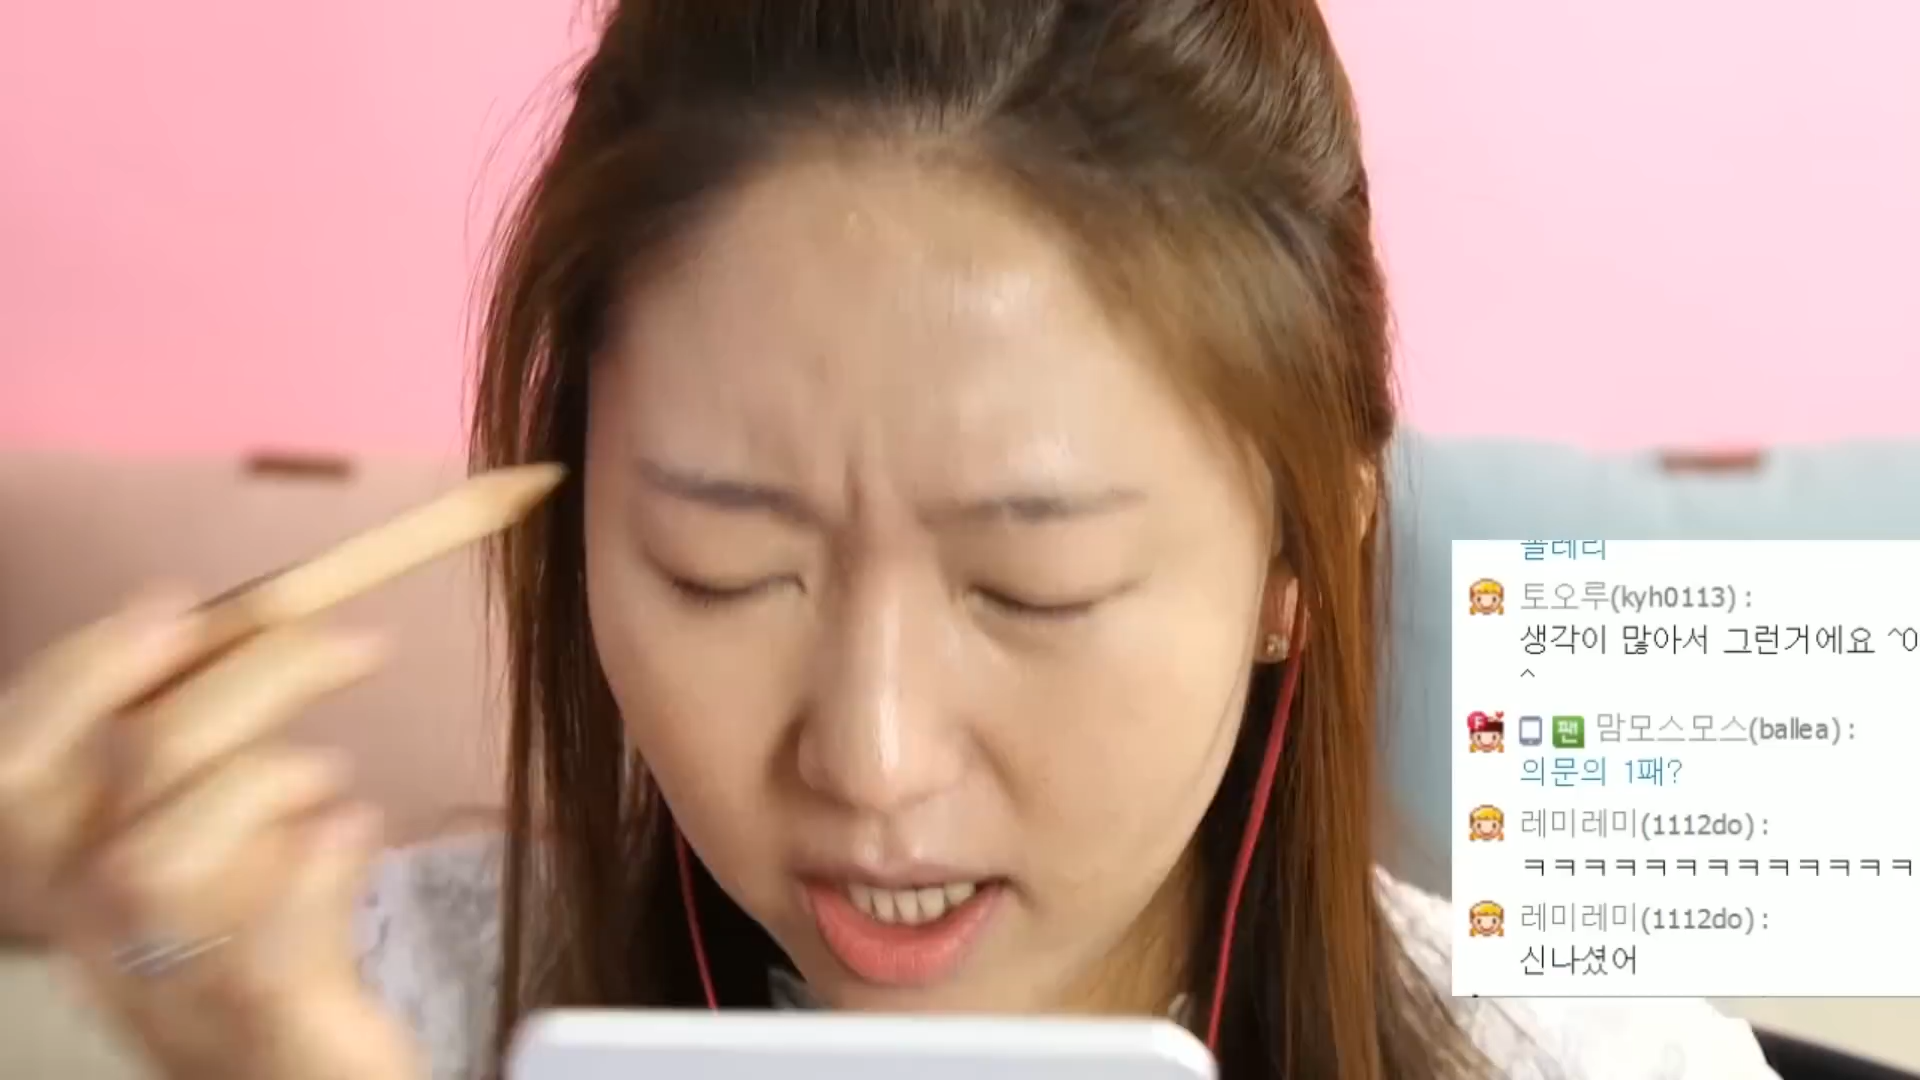 토오루(kyh0113) :
생각이 많아서 그런거에요 ^0
^
팬 맘모스모스(ballea) :
의문의 1패?
레미레미(1112do) :
ㅋㅋㅋㅋㅋㅋㅋㅋㅋㅋㅋㅋㅋ
레미레미(1112do) :
신나셨어